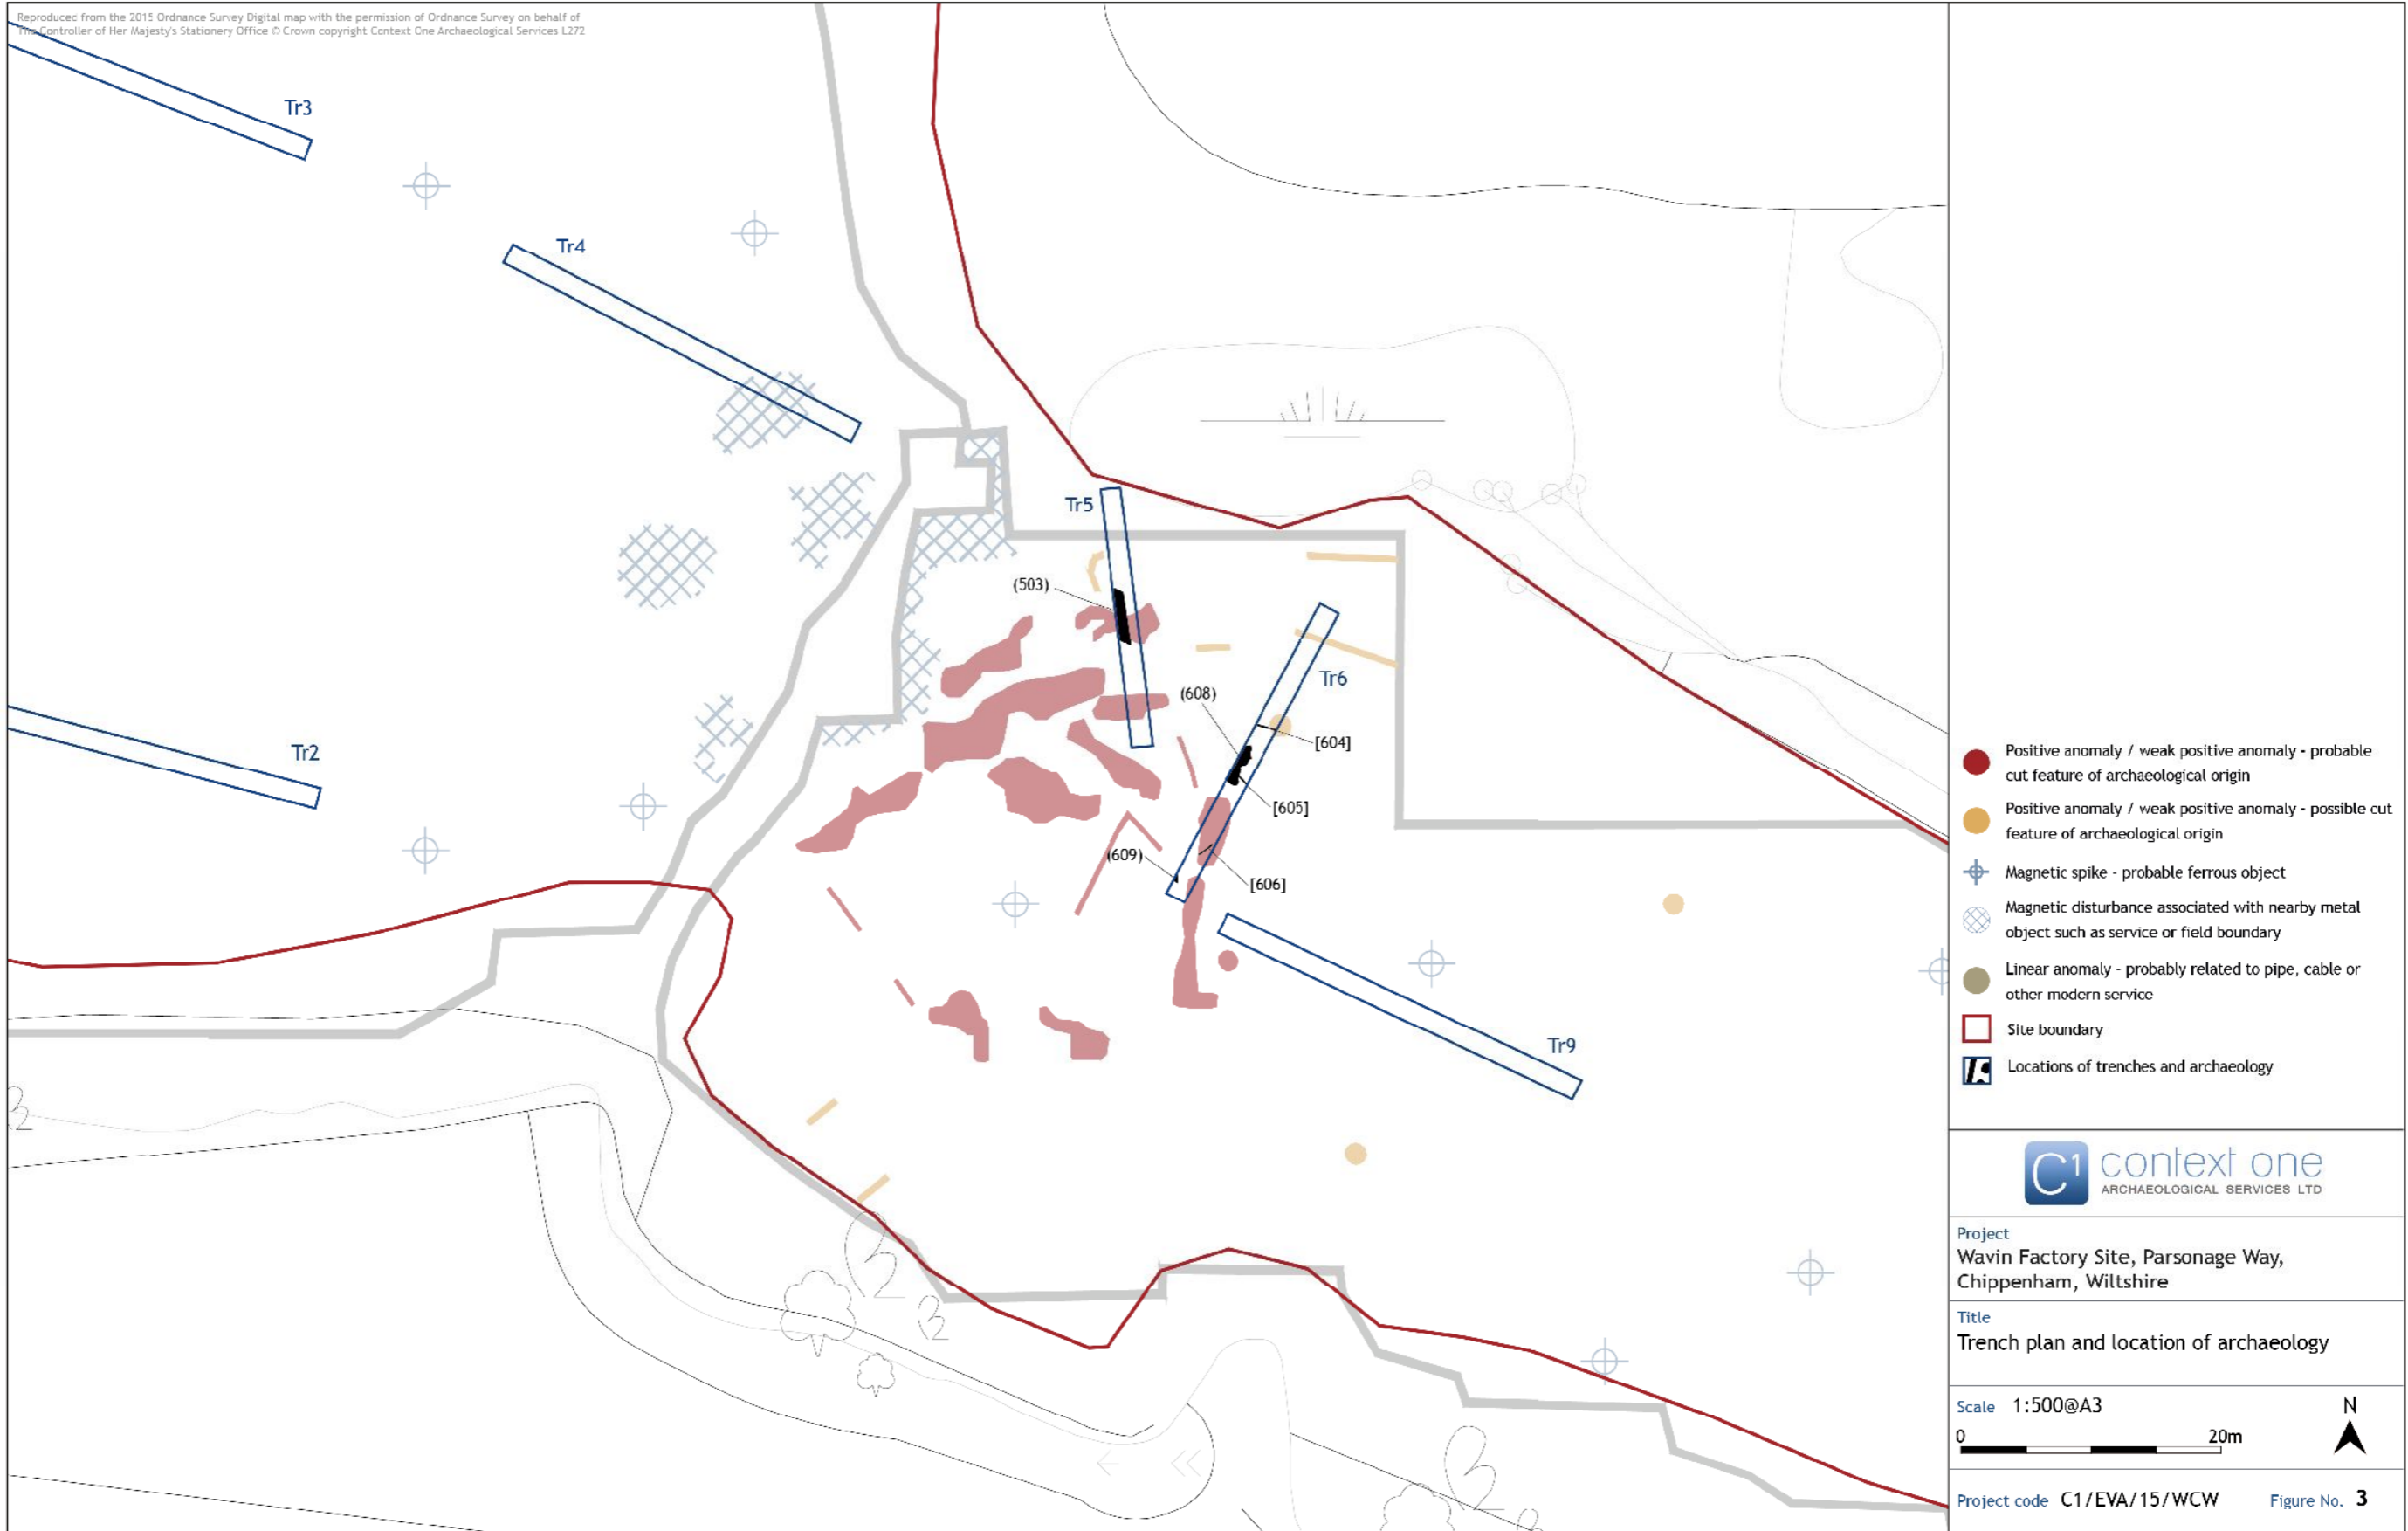 Reproduced from the 2015 Ordnance Survey Digital map with the permission of Ordnance Survey on behalf of
The Controller of Her Majesty's Stationery Office © Crown copyright Context One Archaeological Services L272
Tr3
Tr4
Tr5
(503)
Tr6
(608)
[604]
Tr2
[605]
(609)
[606]
Tr9
Positive anomaly / weak positive anomaly - probable
cut feature of archaeological origin
Positive anomaly / weak positive anomaly - possible cut
feature of archaeological origin
Magnetic spike - probable ferrous object
Magnetic disturbance associated with nearby metal
object such as service or field boundary
Linear anomaly - probably related to pipe, cable or
other modern service
Site boundary
Locations of trenches and archaeology
C1 context one
ARCHAEOLOGICAL SERVICES LTD
Project
Wavin Factory Site, Parsonage Way,
Chippenham, Wiltshire
Title
Trench plan and location of archaeology
Scale 1:500@A3
N
0 20m
Project code C1/EVA/15/WCW Figure No. 3